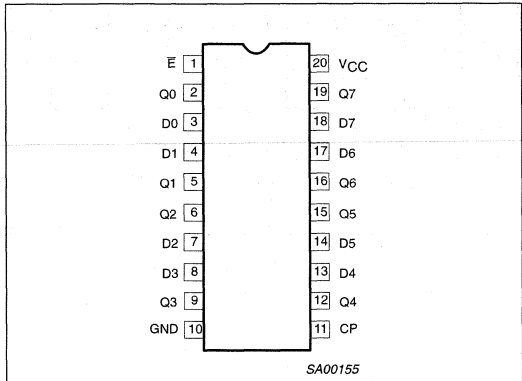 E̅ 1 20 VCC
Q0 2 19 Q7
D0 3 18 D7
D1 4 17 D6
Q1 5 16 Q6
Q2 6 15 Q5
D2 7 14 D5
D3 8 13 D4
Q3 9 12 Q4
GND 10 11 CP
SA00155